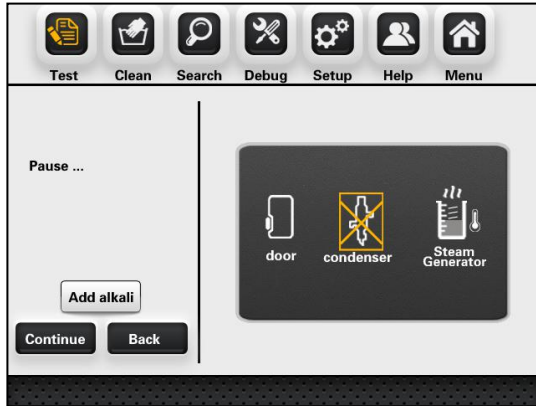 Test
Clean
Search
Debug
Setup
Help
Menu
Pause ...
Add alkali
Continue
Back
door
condenser
Steam
Generator